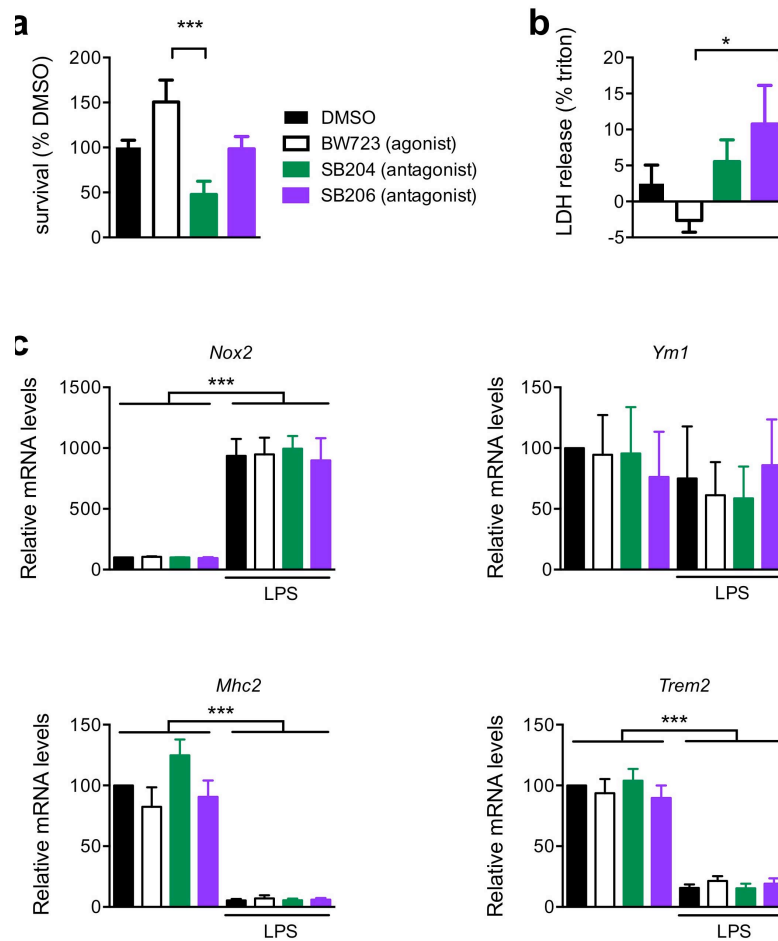 a
b
***
*
survival (% DMSO)
200
150
100
50
0
DMSO
BW723 (agonist)
SB204 (antagonist)
SB206 (antagonist)
LDH release (% triton)
20
15
10
5
0
-5
c
Nox2
Relative mRNA levels
1500
1000
500
0
***
LPS
Ym1
Relative mRNA levels
150
100
50
0
LPS
Mhc2
Relative mRNA levels
150
100
50
0
***
LPS
Trem2
Relative mRNA levels
150
100
50
0
***
LPS